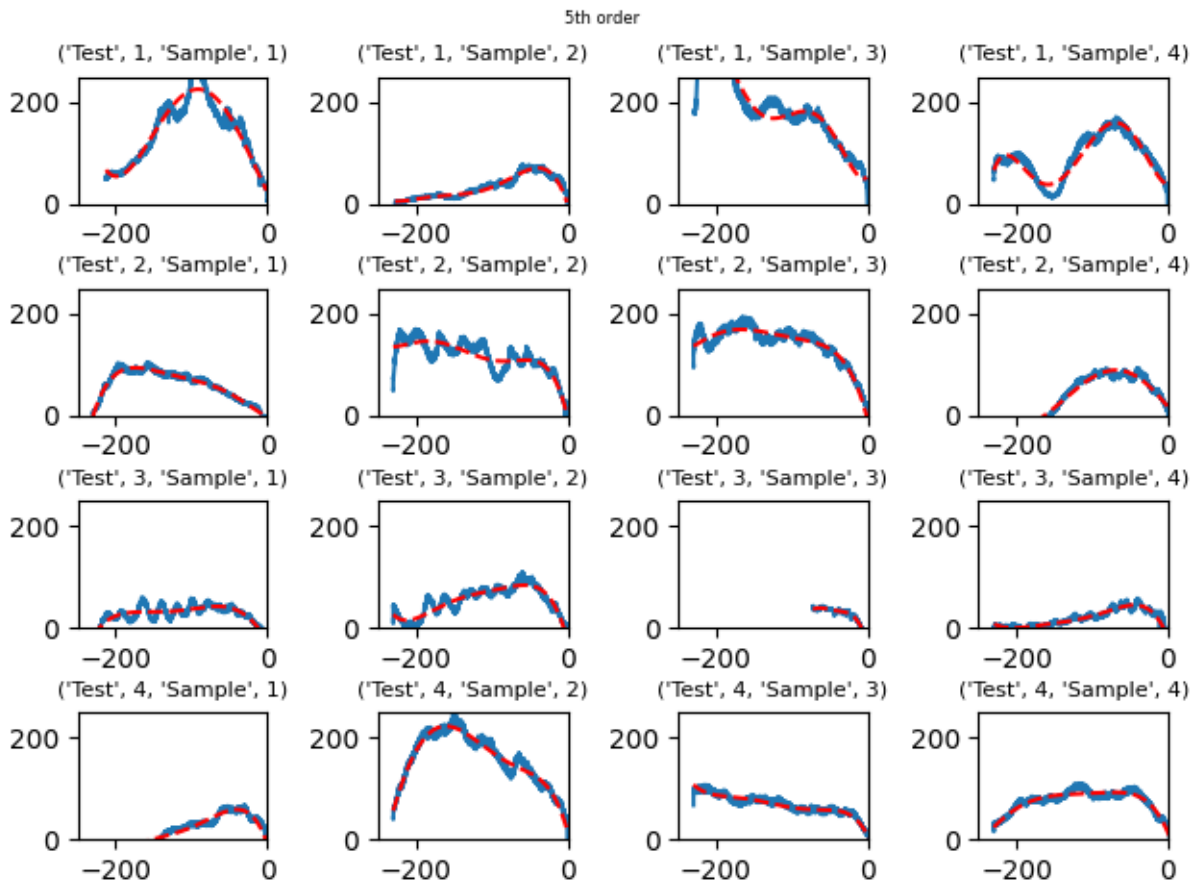 5th order
('Test', 1, 'Sample', 1) ('Test', 1, 'Sample', 2) ('Test', 1, 'Sample', 3) ('Test', 1, 'Sample', 4)
200 200 200 200
0 0 0 0
−200 0 −200 0 −200 0 −200 0
('Test', 2, 'Sample', 1) ('Test', 2, 'Sample', 2) ('Test', 2, 'Sample', 3) ('Test', 2, 'Sample', 4)
200 200 200 200
0 0 0 0
−200 0 −200 0 −200 0 −200 0
('Test', 3, 'Sample', 1) ('Test', 3, 'Sample', 2) ('Test', 3, 'Sample', 3) ('Test', 3, 'Sample', 4)
200 200 200 200
0 0 0 0
−200 0 −200 0 −200 0 −200 0
('Test', 4, 'Sample', 1) ('Test', 4, 'Sample', 2) ('Test', 4, 'Sample', 3) ('Test', 4, 'Sample', 4)
200 200 200 200
0 0 0 0
−200 0 −200 0 −200 0 −200 0